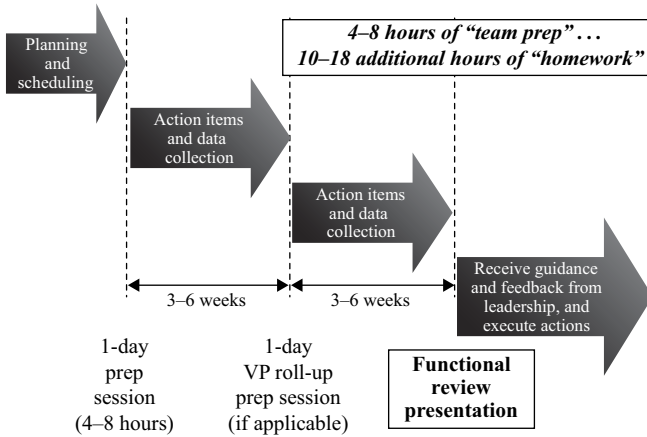 Planning
and
scheduling
4–8 hours of “team prep” . . .
10–18 additional hours of “homework”
Action items
and data
collection
Action items
and data
collection
Receive guidance
and feedback from
leadership, and
execute actions
3–6 weeks
3–6 weeks
1-day
prep
session
(4–8 hours)
1-day
VP roll-up
prep session
(if applicable)
Functional
review
presentation